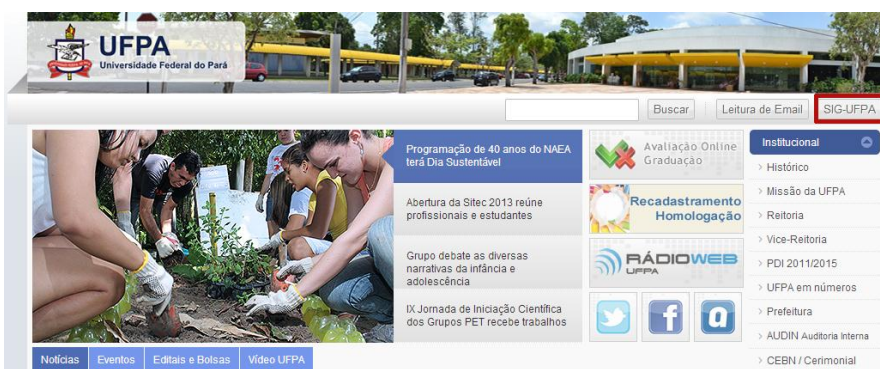 UFPA
Universidade Federal do Pará
Buscar
Leitura de Email
SIG-UFPA
Programação de 40 anos do NAEA
terá Dia Sustentável
Abertura da Sitec 2013 reúne
profissionais e estudantes
Grupo debate as diversas
narrativas da infância e
adolescência
IX Jornada de Iniciação Científica
dos Grupos PET recebe trabalhos
Avaliação Online
Graduação
Recadastramento
Homologação
RÁDIOWEB
UFPA
Institucional
Histórico
Missão da UFPA
Reitoria
Vice-Reitoria
PDI 2011/2015
UFPA em números
Prefeitura
AUDIN Auditoria Interna
CEBN / Cerimonial
Notícias
Eventos
Editais e Bolsas
Vídeo UFPA